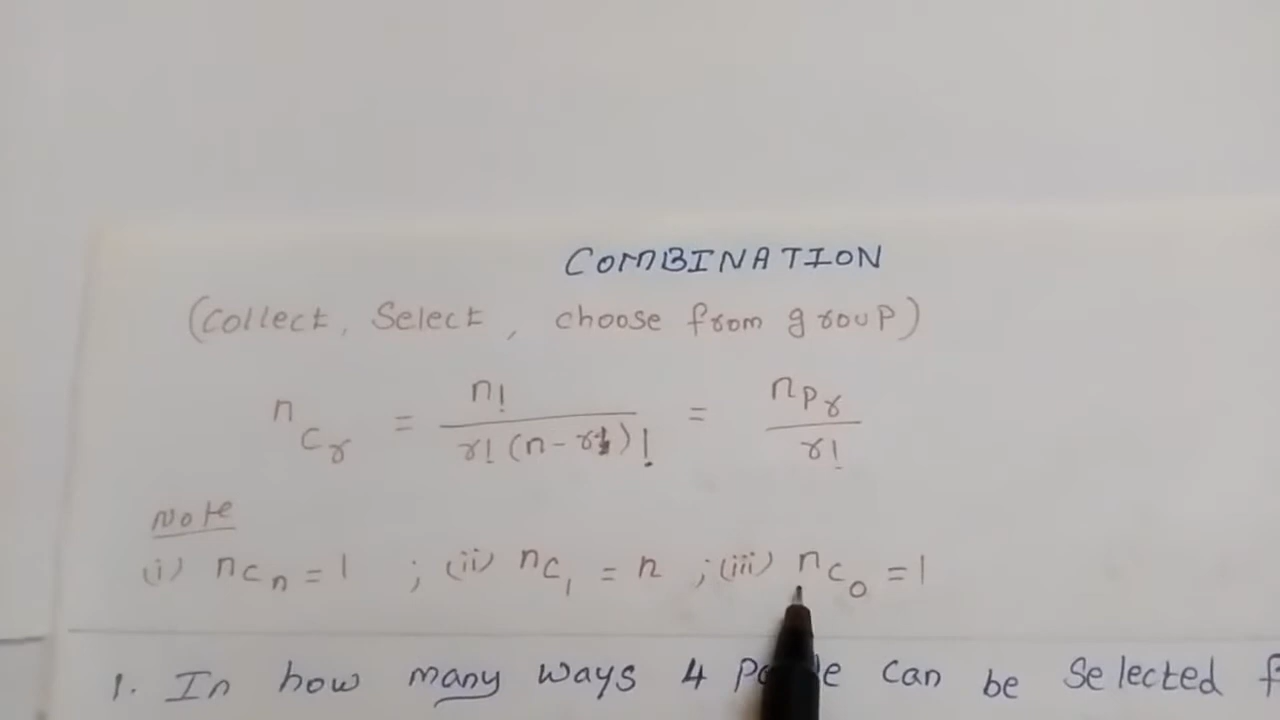 COMBINATION
(Collect, Select, choose from group)
ⁿCᵣ = n! / r!(n-r)! = nPᵣ / r!
Note
(i) nCₙ = 1 ; (ii) nC₁ = n ; (iii) nC₀ = 1
1. In how many ways 4 can be Selected